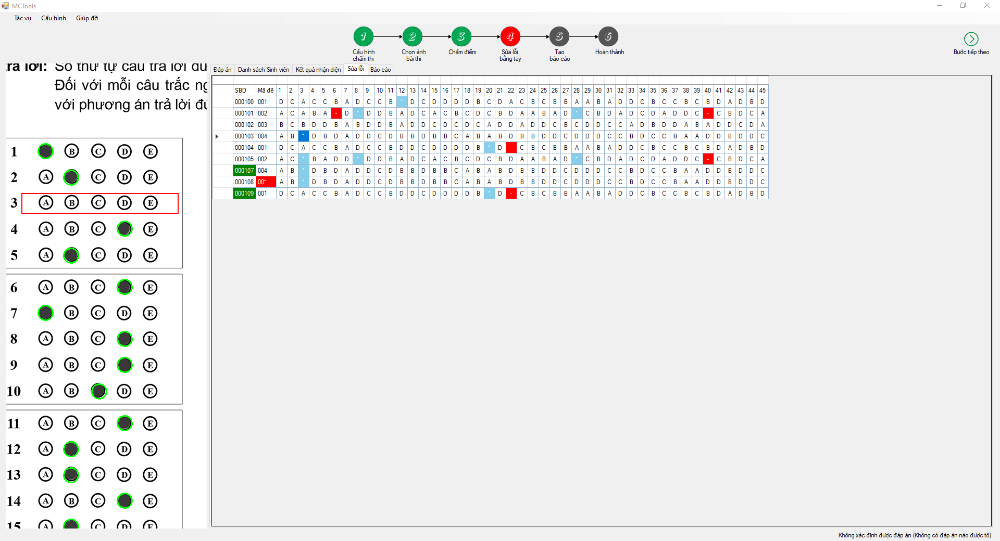 MCTools
Tác vụ Cấu hình Giúp đỡ
1 2 3 4 5 6
Cấu hình chấm thi
Chọn ảnh bài thi
Chấm điểm
Sửa lỗi bằng tay
Tạo báo cáo
Hoàn thành
Bước tiếp theo
trả lời: Số thứ tự câu trả lời
Đối với mỗi câu trắc
với phương án trả lời
1 B C D E
2 A C D E
3 A B C D E
4 A B C E
5 A C D E
6 A B C E
7 B C D E
8 A B C E
9 A B C E
10 A B D E
11 A B C E
12 A C D E
13 A C D E
14 A B C E
15 A C D E
Đáp án Danh sách Sinh viên Kết quả nhận diện Sửa lỗi Báo cáo
SBD Mã đề 1 2 3 4 5 6 7 8 9 10 11 12 13 14 15 16 17 18 19 20 21 22 23 24 25 26 27 28 29 30 31 32 33 34 35 36 37 38 39 40 41 42 43 44 45
000100 001 D C A C C B A D C C B * D C D D D D B C D A C B C B B A A B A D D C B C C B C B D A D B D
000101 002 A C A B A - D * D D B A D C A C B C D C B D A A B A D * C B D A D C D A D D C - C B D C A
000102 003 B C B D D B A B D D B A D D C D C D C A D D A D D C B C D D C C A D B D D A B A D D C D A
000103 004 A B * D B D A D D C D B B D B B C A B A B D B B D D C D D D C C B D C C B A A D D B D D C
000104 001 D C A C C B A D C C B D D C D D D D B * D - C B C B B A A B A D D C B C C B C B D A D B D
000105 002 A C * B A D D * D D B A D C A C B C D C B D A A B A D * C B D A D C D A D D C - C B D C A
000107 004 A B * D B D A D D C D B B D B B C A B A B D B B D D C D D D C C B D C C B A A D D B D D C
000108 00* A B * D B D A D D C D B B D B B C A B A B D B B D D C D D D C C B D C C B A A D D B D D C
000109 001 D C A C C B A D C C B D D C D D D D B * D - C B C B B A A B A D D C B C C B C B D A D B D
Không xác định được đáp án (Không có đáp án nào được tô)